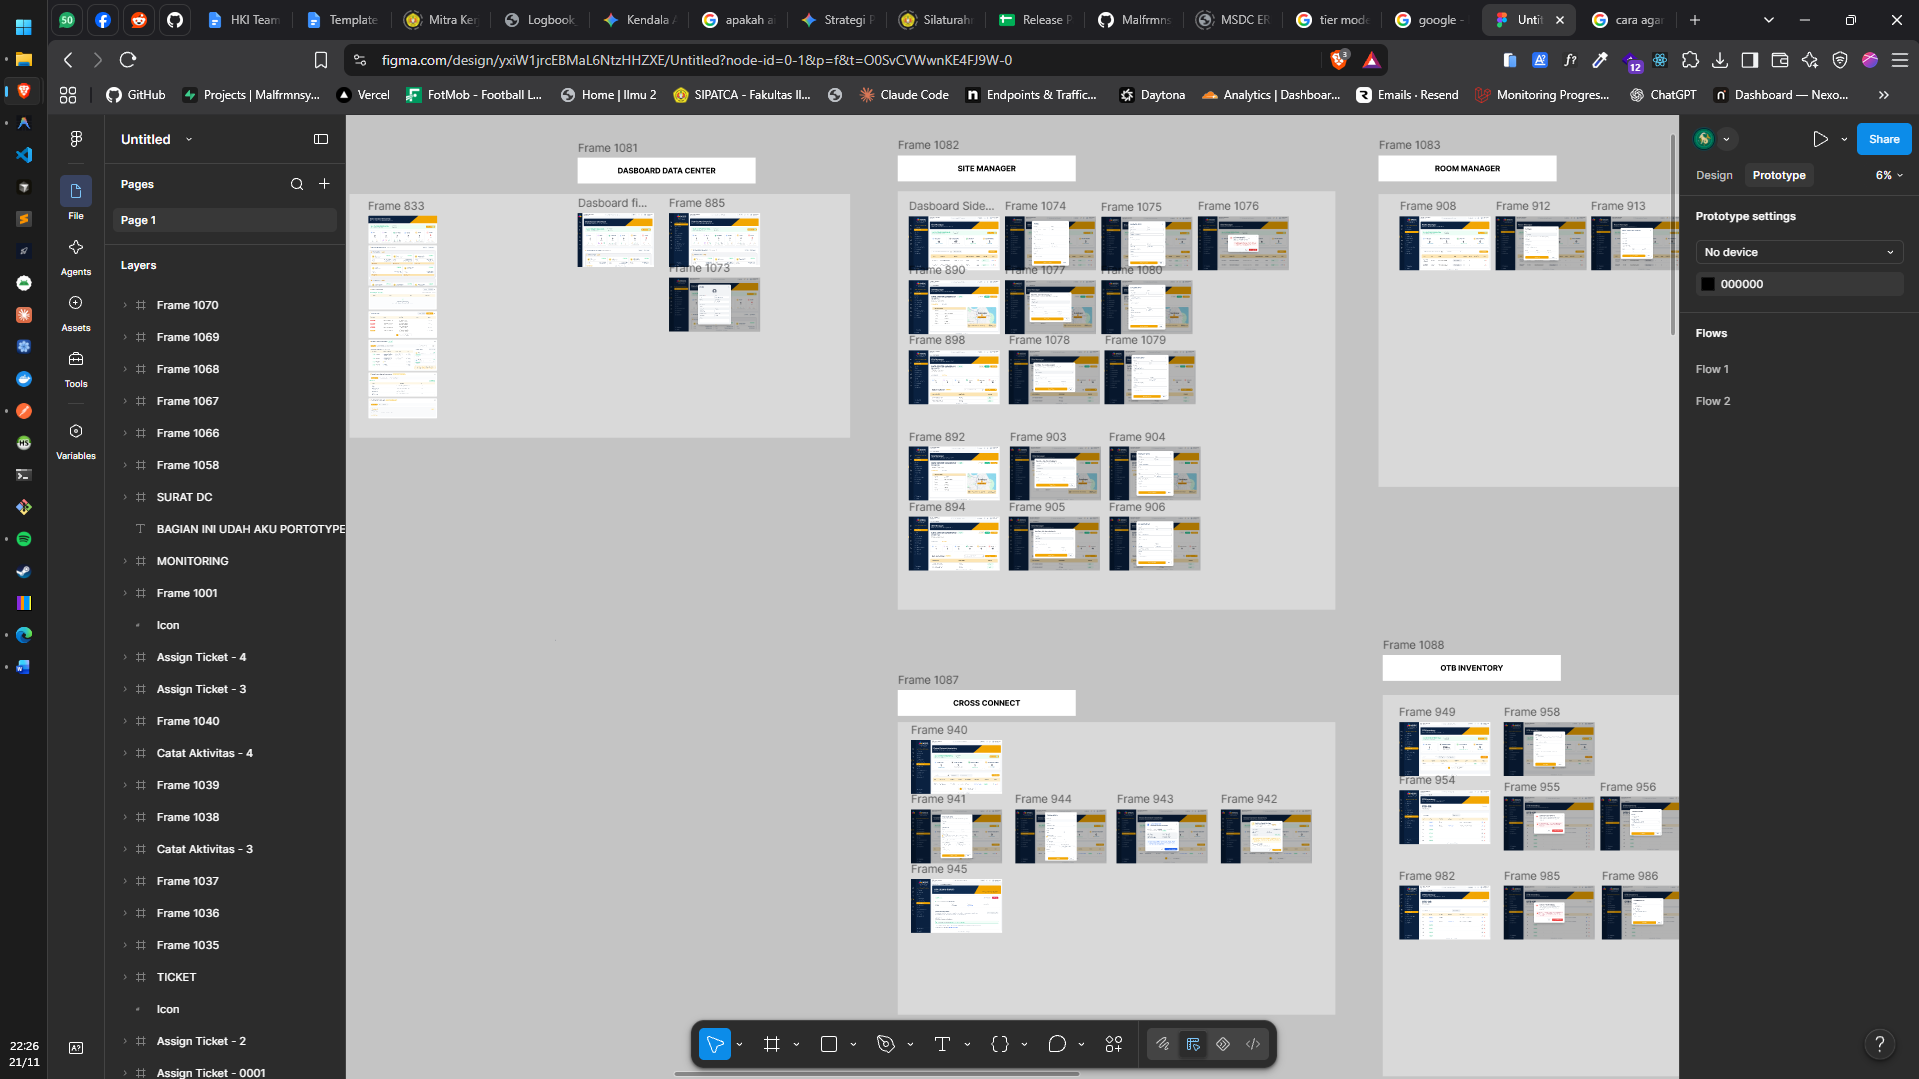 HKI Team
Template
Mitra Ker
Logbook_
Kendala A
apakah ai
Strategi P
Silaturah
Release P
Malfrmns
MSDC ER
tier mode
google -
Untit
cara agar
figma.com/design/yxiW1jrcEBMaL6NtzHHZXE/Untitled?node-id=0-1&p=f&t=O0SvCVWwnKE4FJ9W-0
3
12
GitHub
Projects | Malfrmnsy...
Vercel
FotMob - Football L...
Home | Ilmu 2
SIPATCA - Fakultas Il...
Claude Code
Endpoints & Traffic...
Daytona
Analytics | Dashboar...
Emails · Resend
Monitoring Progres...
ChatGPT
Dashboard — Nexo...
File
Agents
Assets
Tools
Variables
Untitled
Pages
Page 1
Layers
Frame 1070
Frame 1069
Frame 1068
Frame 1067
Frame 1066
Frame 1058
SURAT DC
BAGIAN INI UDAH AKU PORTOTYPE
MONITORING
Frame 1001
Icon
Assign Ticket - 4
Assign Ticket - 3
Frame 1040
Catat Aktivitas - 4
Frame 1039
Frame 1038
Catat Aktivitas - 3
Frame 1037
Frame 1036
Frame 1035
TICKET
Icon
Assign Ticket - 2
Assign Ticket - 0001
22:26
21/11
Frame 1081
DASBOARD DATA CENTER
Frame 833
Dasboard fi...
Frame 885
Frame 1073
Frame 1082
SITE MANAGER
Dasboard Side...
Frame 1074
Frame 1075
Frame 1076
Frame 890
Frame 1077
Frame 1080
Frame 898
Frame 1078
Frame 1079
Frame 892
Frame 903
Frame 904
Frame 894
Frame 905
Frame 906
Frame 1083
ROOM MANAGER
Frame 908
Frame 912
Frame 913
Frame 1087
CROSS CONNECT
Frame 940
Frame 941
Frame 944
Frame 943
Frame 942
Frame 945
Frame 1088
OTB INVENTORY
Frame 949
Frame 958
Frame 954
Frame 955
Frame 956
Frame 982
Frame 985
Frame 986
Share
Design
Prototype
6%
Prototype settings
No device
000000
Flows
Flow 1
Flow 2